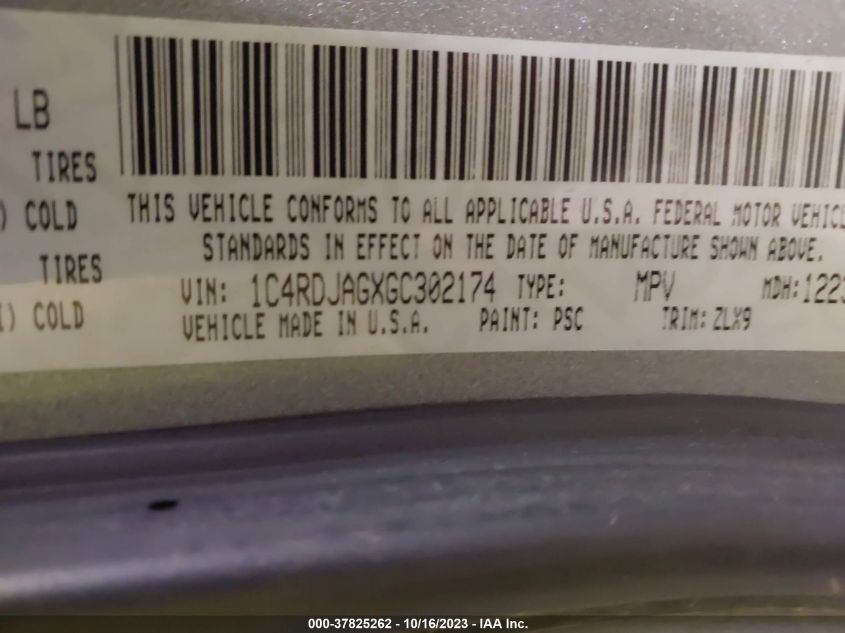 LB
TIRES
) COLD
TIRES
I) COLD
THIS VEHICLE CONFORMS TO ALL APPLICABLE U.S.A. FEDERAL MOTOR VEHICLE
STANDARDS IN EFFECT ON THE DATE OF MANUFACTURE SHOWN ABOVE.
VIN: 1C4RDJAGXGC302174 TYPE: MPV MDH:1223
VEHICLE MADE IN U.S.A. PAINT: PSC TRIM: ZLX9
000-37825262 - 10/16/2023 - IAA Inc.